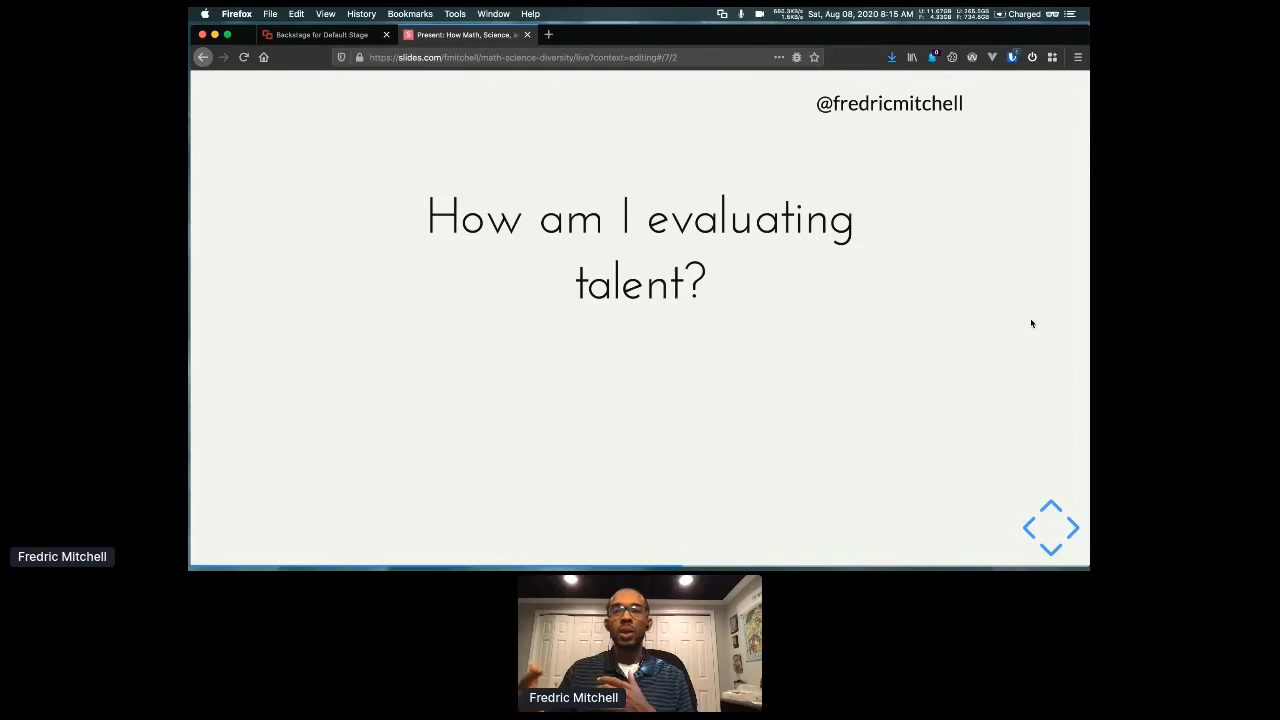 Firefox File Edit View History Bookmarks Tools Window Help
Sat, Aug 08, 2020 8:15 AM
Charged
Backstage for Default Stage
Present: How Math, Science,
https://slides.com/fmitchell/math-science-diversity/live?context=editing#/7/2
@fredricmitchell
How am I evaluating
talent?
Fredric Mitchell
Fredric Mitchell